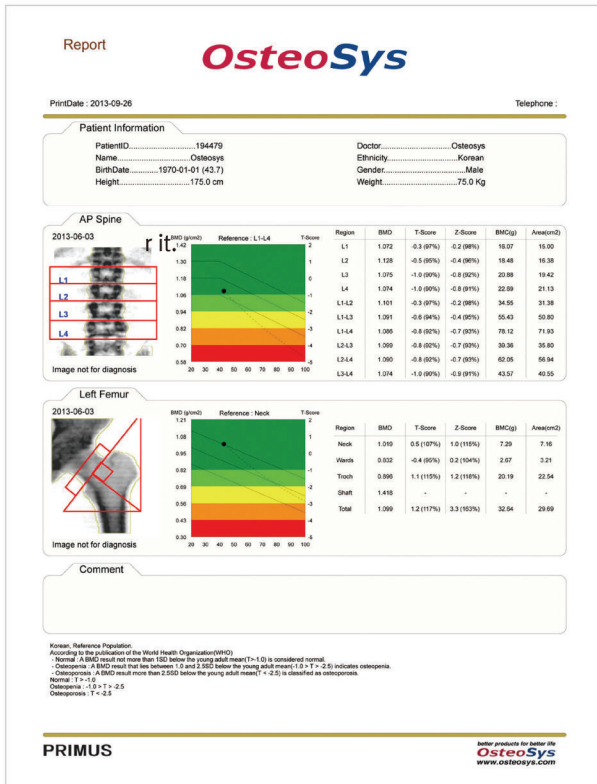 Report
OsteoSys
PrintDate : 2013-09-26 Telephone :
Patient Information
PatientID..............................194479 Doctor..............................Osteosys
Name..............................Osteosys Ethnicity..............................Korean
BirthDate..................1970-01-01 (43.7) Gender..............................Male
Height..............................175.0 cm Weight..............................75.0 Kg
AP Spine
2013-06-03
r it.
L1
L2
L3
L4
Image not for diagnosis
BMD (g/cm2) Reference : L1-L4 T-Score
1.42 2
1.30 1
1.18 0
1.06 -1
0.94 -2
0.82 -3
0.70 -4
0.58 -5
20 30 40 50 60 70 80 90 100
Region BMD T-Score Z-Score BMC(g) Area(cm2)
L1 1.072 -0.3 (97%) -0.2 (98%) 16.07 15.00
L2 1.128 -0.5 (95%) -0.4 (96%) 18.48 16.38
L3 1.075 -1.0 (90%) -0.8 (92%) 20.88 19.42
L4 1.074 -1.0 (90%) -0.8 (91%) 22.69 21.13
L1-L2 1.101 -0.3 (97%) -0.2 (98%) 34.55 31.38
L1-L3 1.091 -0.6 (94%) -0.4 (95%) 55.43 50.80
L1-L4 1.086 -0.8 (92%) -0.7 (93%) 78.12 71.93
L2-L3 1.099 -0.8 (92%) -0.7 (93%) 39.36 35.80
L2-L4 1.090 -0.8 (92%) -0.7 (93%) 62.05 56.94
L3-L4 1.074 -1.0 (90%) -0.9 (91%) 43.57 40.55
Left Femur
2013-06-03
Image not for diagnosis
BMD (g/cm2) Reference : Neck T-Score
1.21 2
1.08 1
0.95 0
0.82 -1
0.69 -2
0.56 -3
0.43 -4
0.30 -5
20 30 40 50 60 70 80 90 100
Region BMD T-Score Z-Score BMC(g) Area(cm2)
Neck 1.019 0.5 (107%) 1.0 (115%) 7.29 7.16
Wards 0.832 -0.4 (95%) 0.2 (104%) 2.67 3.21
Troch 0.896 1.1 (115%) 1.2 (118%) 20.19 22.54
Shaft 1.418 - - - -
Total 1.099 1.2 (117%) 3.3 (163%) 32.64 29.69
Comment
Korean, Reference Population.
According to the publication of the World Health Organization(WHO)
- Normal : A BMD result not more than 1SD below the young adult mean(T>-1.0) is considered normal.
- Osteopenia : A BMD result that lies between 1.0 and 2.5SD below the young adult mean(-1.0 > T > -2.5) indicates osteopenia.
- Osteoporosis : A BMD result more than 2.5SD below the young adult mean(T < -2.5) is classified as osteoporosis.
Normal : T > -1.0
Osteopenia : -1.0 > T > -2.5
Osteoporosis : T < -2.5
PRIMUS
better products for better life
OsteoSys
www.osteosys.com